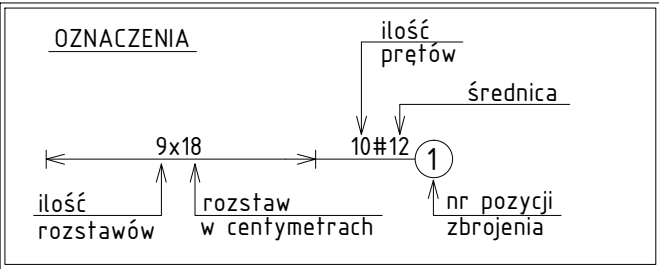 OZNACZENIA
ilość
prętów
średnica
9x18
10#12
1
ilość
rozstawów
rozstaw
w centymetrach
nr pozycji
zbrojenia